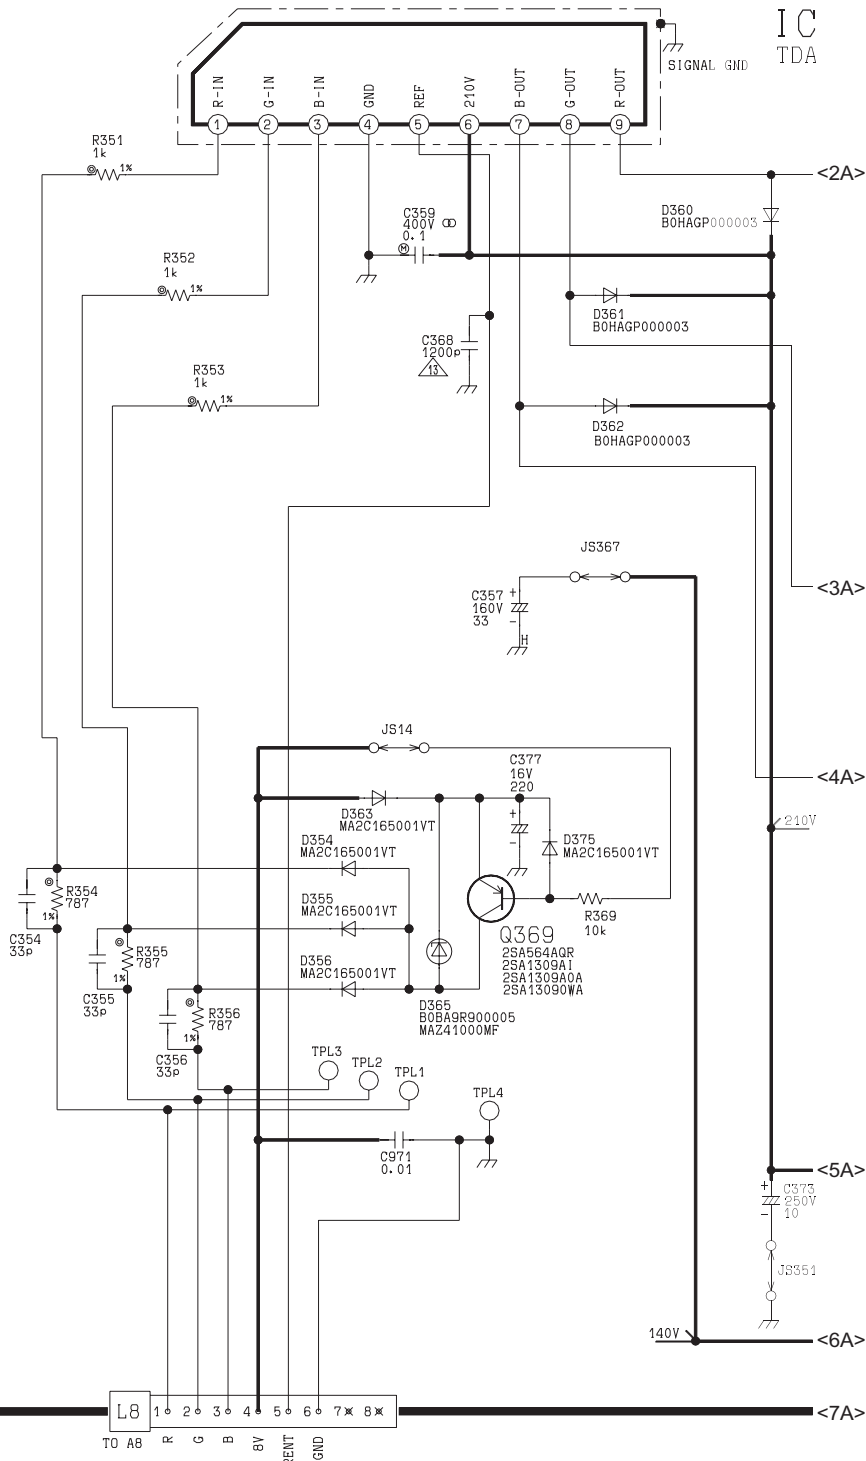 IC
TDA
SIGNAL GND
R-IN
G-IN
B-IN
GND
REF
210V
B-OUT
G-OUT
R-OUT
1 2 3 4 5 6 7 8 9
R351
1k
1%
<2A>
D360
B0HAGP000003
C359
400V
0.1
M
R352
1k
1%
D361
B0HAGP000003
C368
1200p
13
R353
1k
1%
D362
B0HAGP000003
JS367
<3A>
C357
160V
33
+
-
H
JS14
C377
16V
220
+
-
<4A>
D363
MA2C165001VT
210V
D354
MA2C165001VT
D375
MA2C165001VT
R354
787
1%
C354
33p
D355
MA2C165001VT
R369
10k
Q369
2SA564AQR
2SA1309AI
2SA1309A0A
2SA13090WA
R355
787
1%
C355
33p
D356
MA2C165001VT
D365
B0BA9R900005
MAZ41000MF
R356
787
1%
C356
33p
TPL3
TPL2
TPL1
TPL4
C971
0.01
<5A>
+
C373
250V
-
10
JS351
140V
<6A>
L8
1 2 3 4 5 6 7 8
<7A>
TO A8
R
G
B
8V
RENT
GND